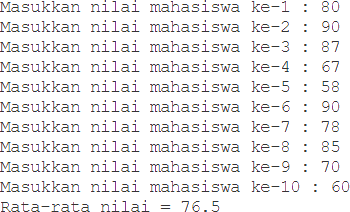 Masukkan nilai mahasiswa ke-1 : 80
Masukkan nilai mahasiswa ke-2 : 90
Masukkan nilai mahasiswa ke-3 : 87
Masukkan nilai mahasiswa ke-4 : 67
Masukkan nilai mahasiswa ke-5 : 58
Masukkan nilai mahasiswa ke-6 : 90
Masukkan nilai mahasiswa ke-7 : 78
Masukkan nilai mahasiswa ke-8 : 85
Masukkan nilai mahasiswa ke-9 : 70
Masukkan nilai mahasiswa ke-10 : 60
Rata-rata nilai = 76.5